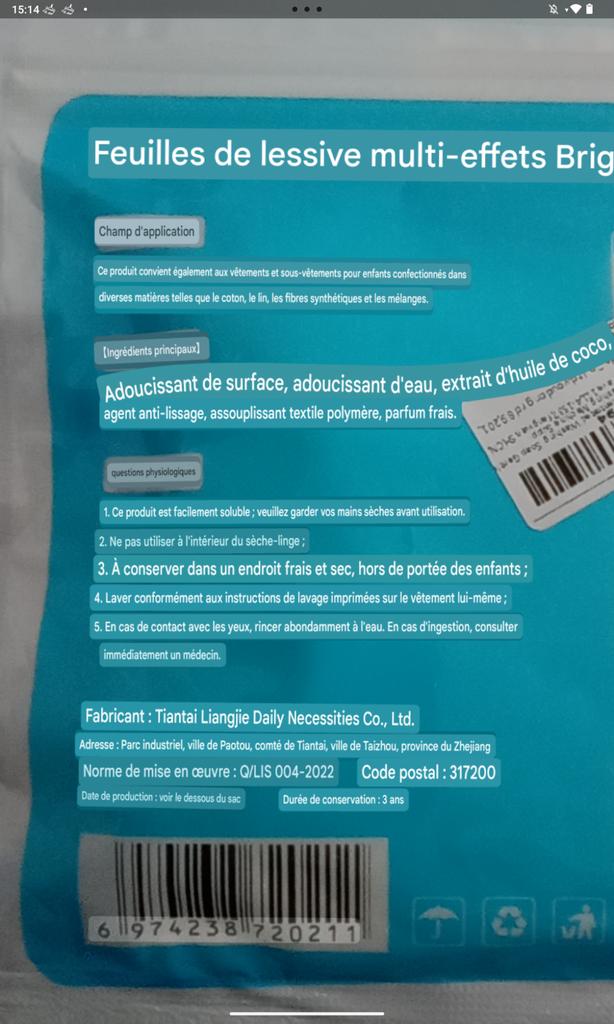 15:14
Feuilles de lessive multi-effets Brig
Champ d'application
Ce produit convient également aux vêtements et sous-vêtements pour enfants confectionnés dans
diverses matières telles que le coton, le lin, les fibres synthétiques et les mélanges.
【Ingrédients principaux】
Adoucissant de surface, adoucissant d'eau, extrait d'huile de coco,
agent anti-lissage, assouplissant textile polymère, parfum frais.
questions physiologiques
1. Ce produit est facilement soluble ; veuillez garder vos mains sèches avant utilisation.
2. Ne pas utiliser à l'intérieur du sèche-linge ;
3. À conserver dans un endroit frais et sec, hors de portée des enfants ;
4. Laver conformément aux instructions de lavage imprimées sur le vêtement lui-même ;
5. En cas de contact avec les yeux, rincer abondamment à l'eau. En cas d'ingestion, consulter
immédiatement un médecin.
Fabricant : Tiantai Liangjie Daily Necessities Co., Ltd.
Adresse : Parc industriel, ville de Paotou, comté de Tiantai, ville de Taizhou, province du Zhejiang
Norme de mise en œuvre : Q/LIS 004-2022 Code postal : 317200
Date de production : voir le dessous du sac Durée de conservation : 3 ans
6 974238 720211